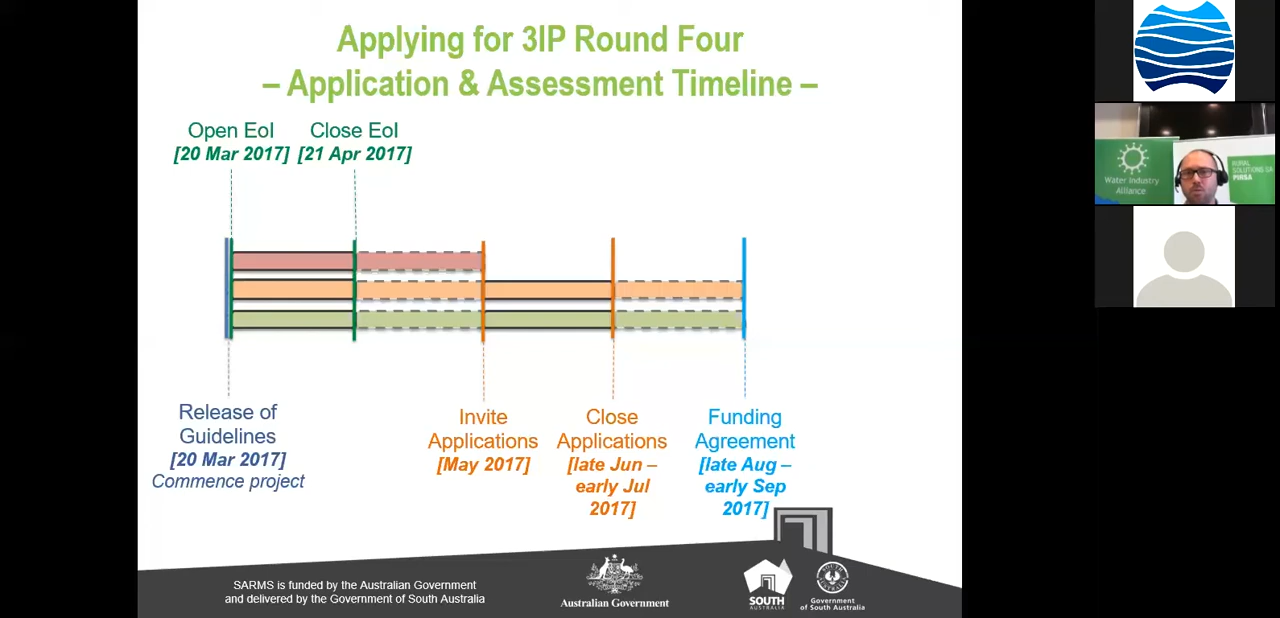 Applying for 3IP Round Four
– Application & Assessment Timeline –
Open EoI
[20 Mar 2017]
Close EoI
[21 Apr 2017]
Release of
Guidelines
[20 Mar 2017]
Commence project
Invite
Applications
[May 2017]
Close
Applications
[late Jun –
early Jul
2017]
Funding
Agreement
[late Aug –
early Sep
2017]
SARMS is funded by the Australian Government
and delivered by the Government of South Australia
Australian Government
SOUTH
AUSTRALIA
Government
of South Australia
Water Industry
Alliance
RURAL
SOLUTIONS SA
PIRSA